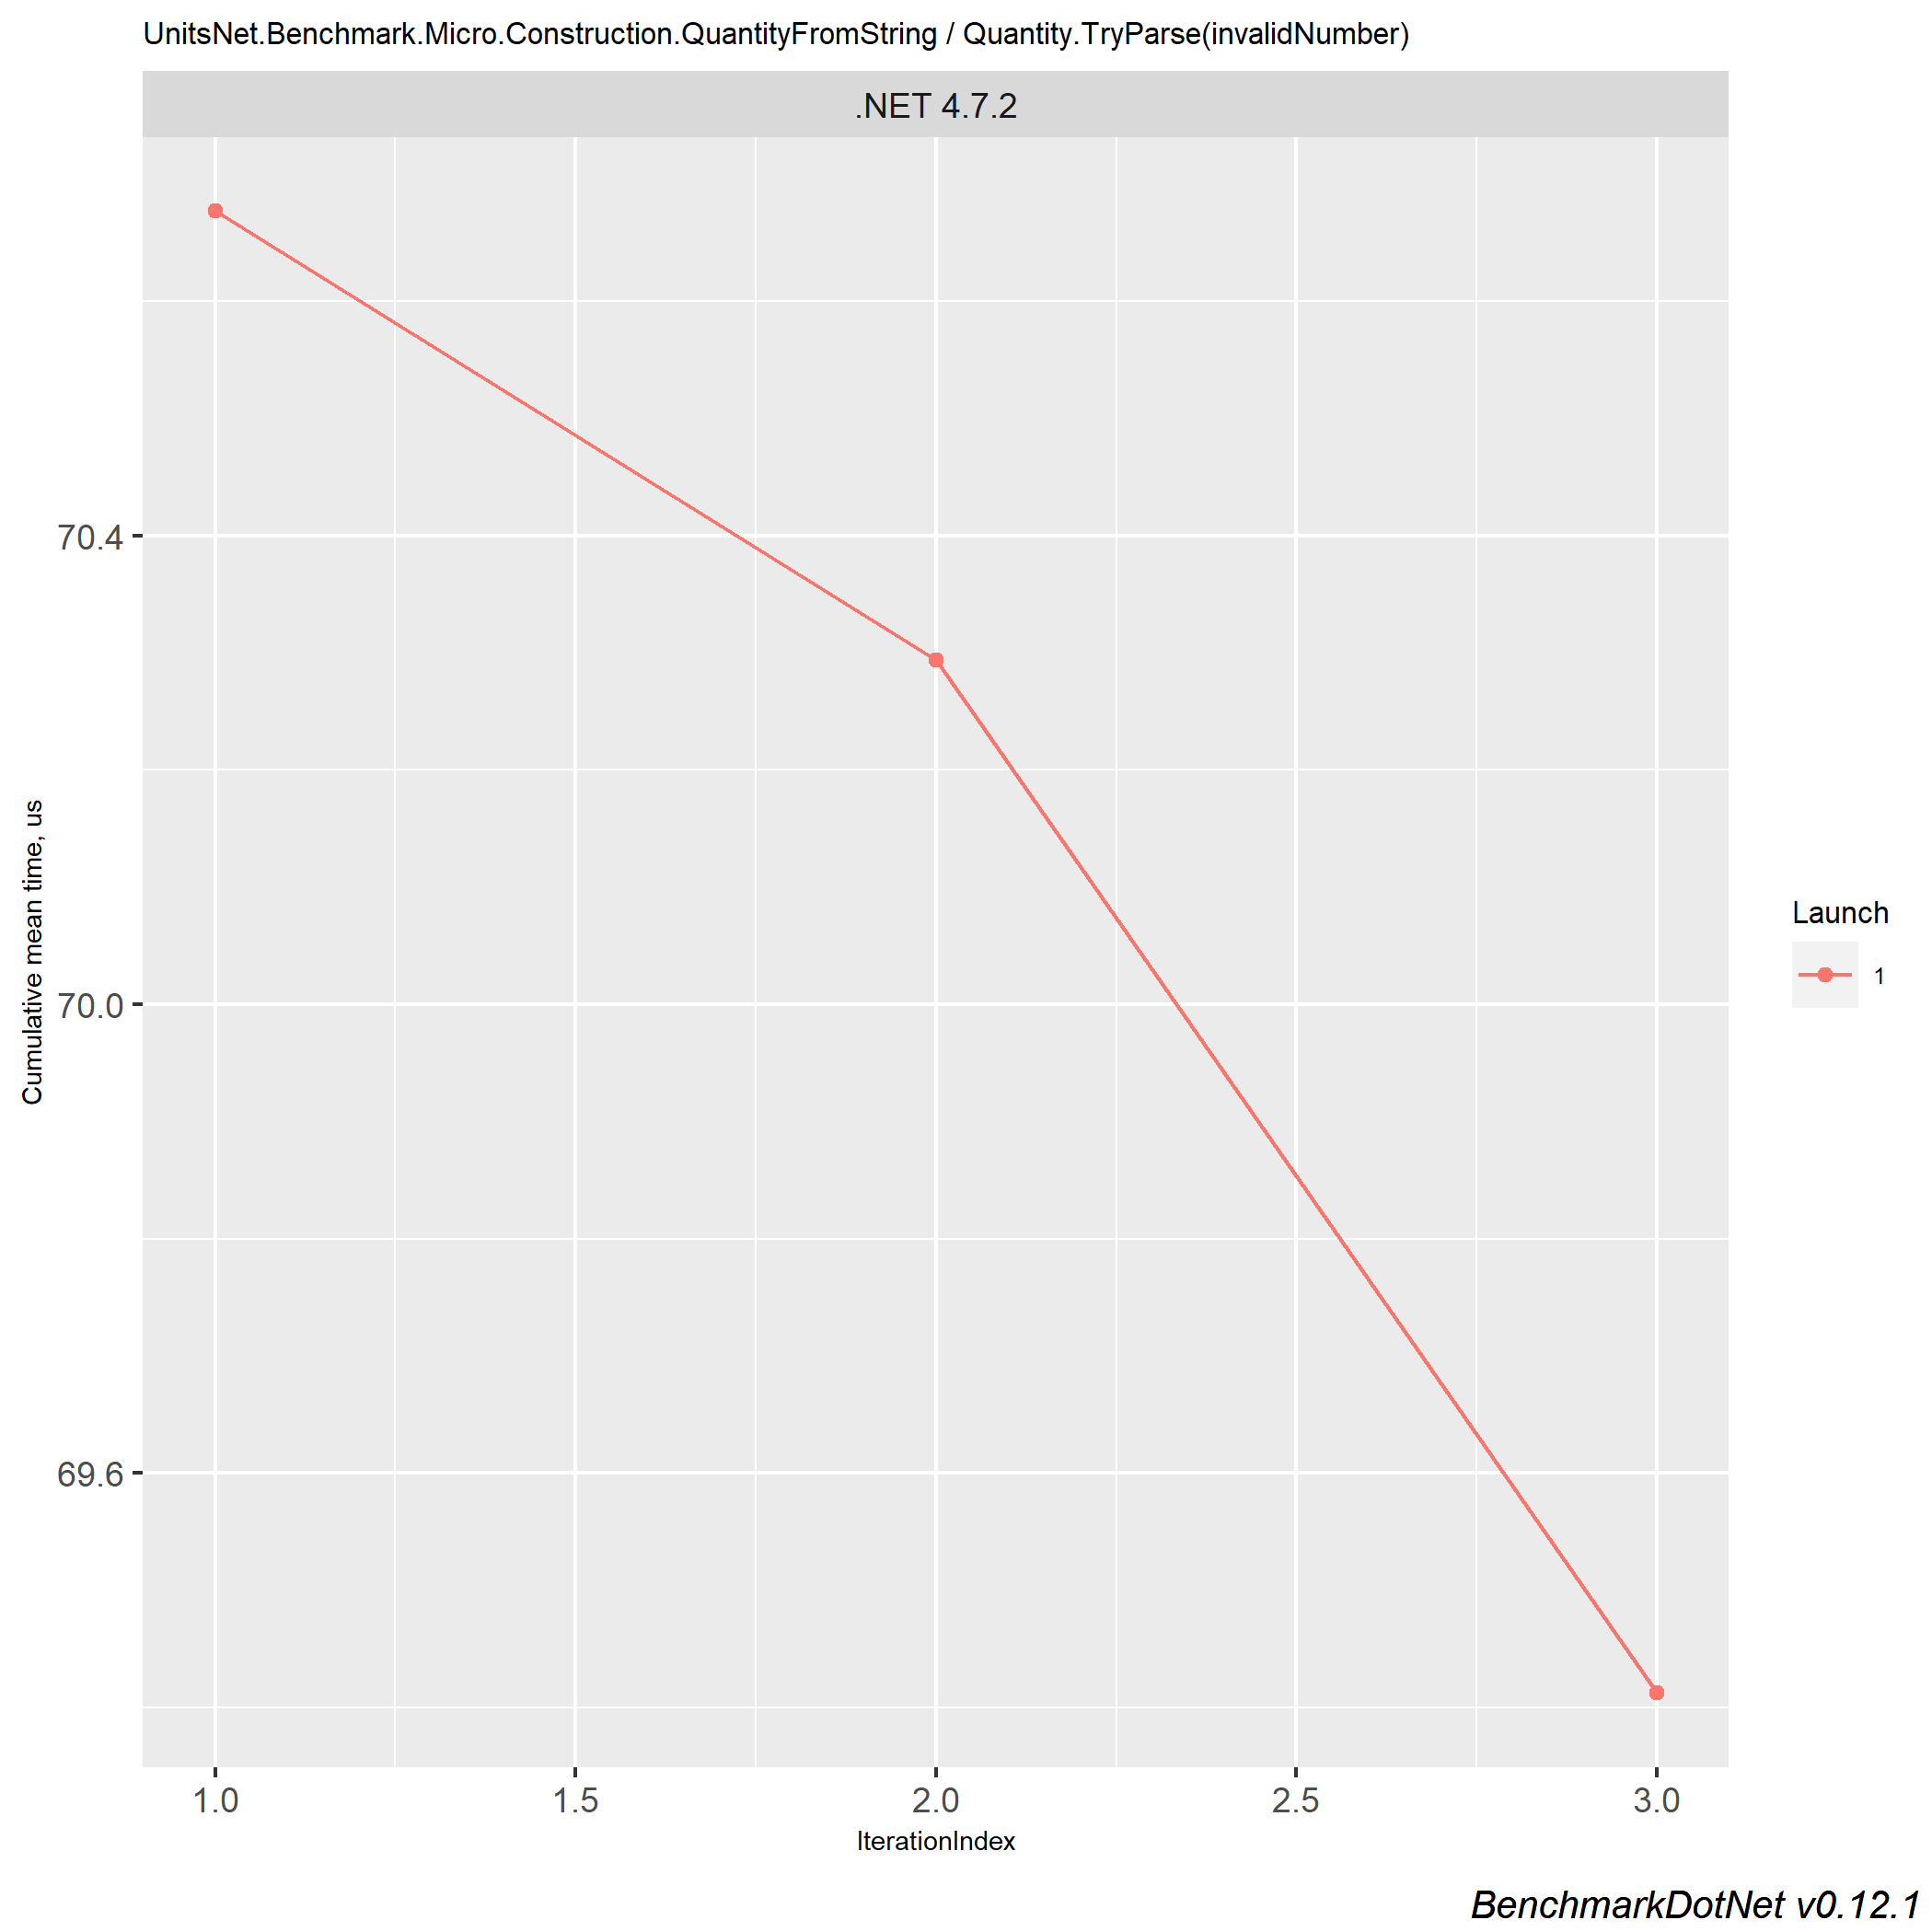 UnitsNet.Benchmark.Micro.Construction.QuantityFromString / Quantity.TryParse(invalidNumber)
.NET 4.7.2
70.4
70.0
69.6
Cumulative mean time, us
1.0 1.5 2.0 2.5 3.0
IterationIndex
Launch
1
BenchmarkDotNet v0.12.1